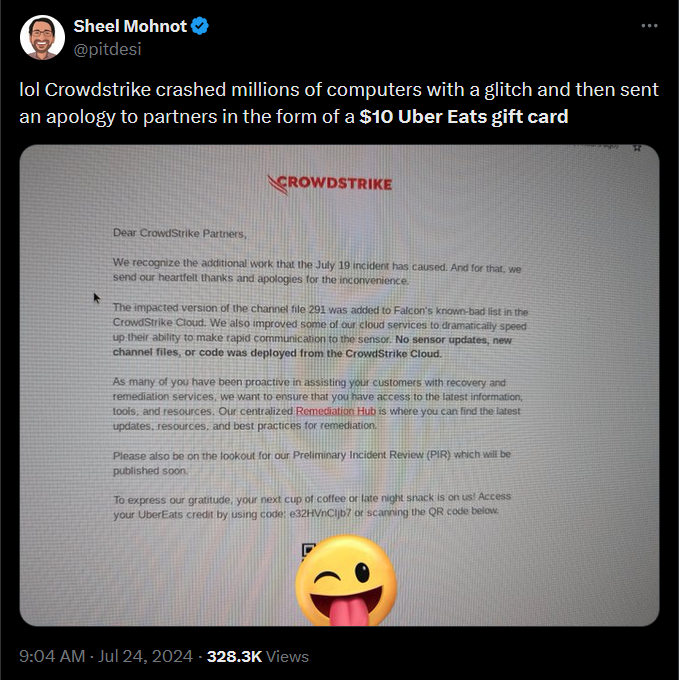 Sheel Mohnot
@pitdesi
lol Crowdstrike crashed millions of computers with a glitch and then sent
an apology to partners in the form of a $10 Uber Eats gift card
CROWDSTRIKE
Dear CrowdStrike Partners,
We recognize the additional work that the July 19 incident has caused. And for that, we
send our heartfelt thanks and apologies for the inconvenience.
The impacted version of the channel file 291 was added to Falcon's known-bad list in the
CrowdStrike Cloud. We also improved some of our cloud services to dramatically speed
up their ability to make rapid communication to the sensor. No sensor updates, new
channel files, or code was deployed from the CrowdStrike Cloud.
As many of you have been proactive in assisting your customers with recovery and
remediation services, we want to ensure that you have access to the latest information,
tools, and resources. Our centralized Remediation Hub is where you can find the latest
updates, resources, and best practices for remediation.
Please also be on the lookout for our Preliminary Incident Review (PIR) which will be
published soon.
To express our gratitude, your next cup of coffee or late night snack is on us! Access
your UberEats credit by using code: e32HVnCljb7 or scanning the QR code below.
9:04 AM · Jul 24, 2024 · 328.3K Views